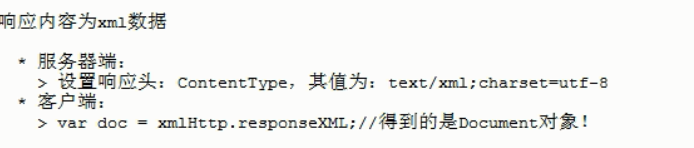 响应内容为xml数据
* 服务器端：
> 设置响应头：ContentType，其值为：text/xml;charset=utf-8
* 客户端：
> var doc = xmlHttp.responseXML;//得到的是Document对象！